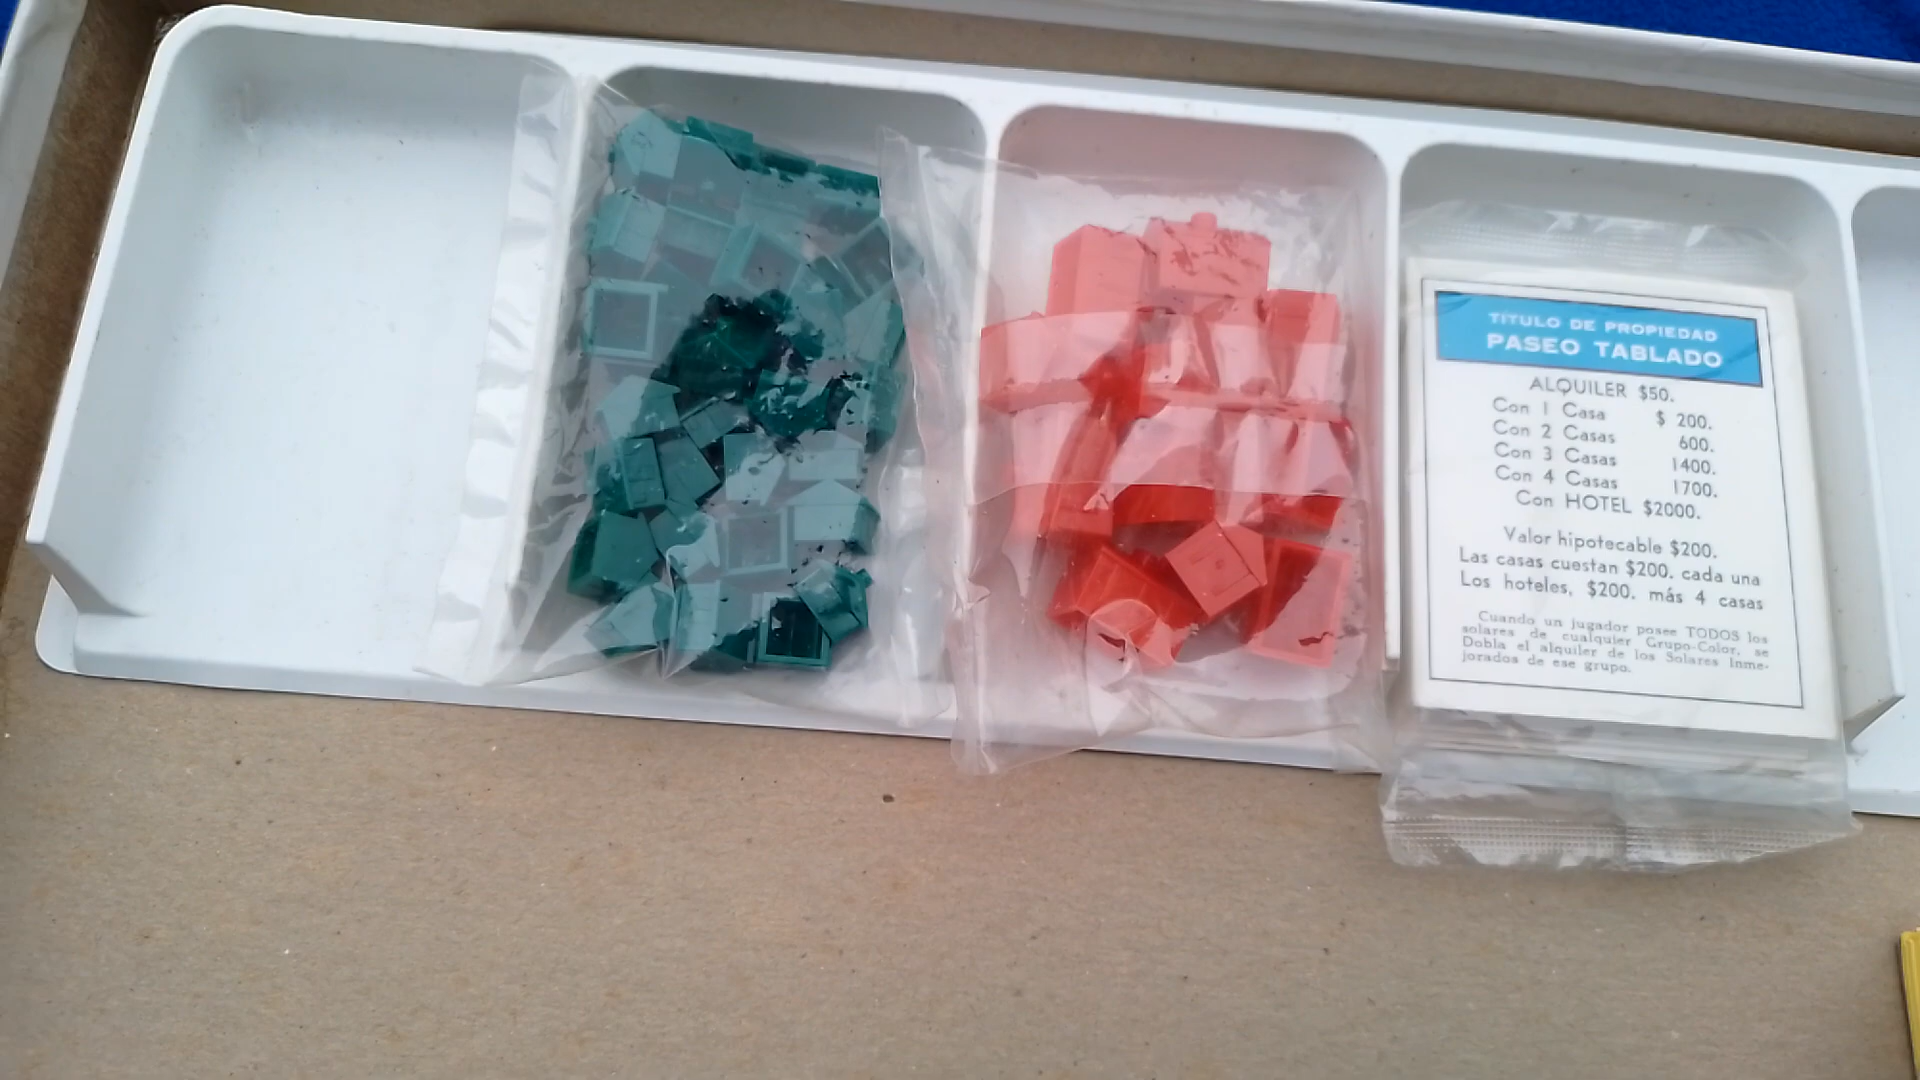 TITULO DE PROPIEDAD
PASEO TABLADO
ALQUILER $50.
Con 1 Casa $ 200.
Con 2 Casas 600.
Con 3 Casas 1400.
Con 4 Casas 1700.
Con HOTEL $2000.
Valor hipotecable $200.
Las casas cuestan $200. cada una
Los hoteles, $200. más 4 casas
Cuando un jugador posee TODOS los
solares de cualquier Grupo-Color, se
Dobla el alquiler de los Solares Inme-
jorados de ese grupo.